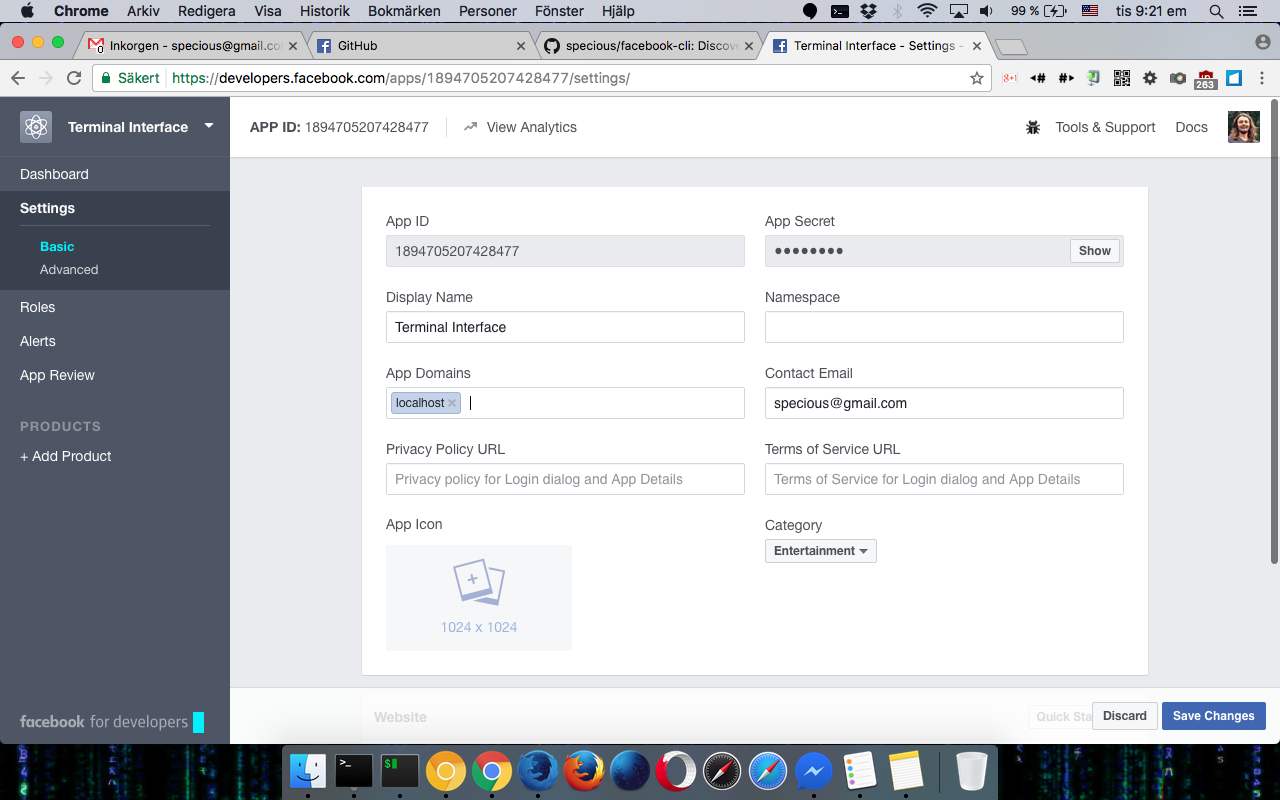 Chrome Arkiv Redigera Visa Historik Bokmärken Personer Fönster Hjälp 99 % tis 9:21 em
Inkorgen - specious@gmail.co
GitHub
specious/facebook-cli: Discove
Terminal Interface - Settings -
Säkert https://developers.facebook.com/apps/1894705207428477/settings/
263
Terminal Interface
APP ID: 1894705207428477
View Analytics
Tools & Support
Docs
Dashboard
Settings
Basic
Advanced
Roles
Alerts
App Review
PRODUCTS
+ Add Product
facebook for developers
App ID
App Secret
1894705207428477
●●●●●●●●
Show
Display Name
Namespace
Terminal Interface
App Domains
Contact Email
localhost
specious@gmail.com
Privacy Policy URL
Terms of Service URL
Privacy policy for Login dialog and App Details
Terms of Service for Login dialog and App Details
App Icon
Category
Entertainment
1024 x 1024
Website
Quick Sta
Discard
Save Changes
>_
$